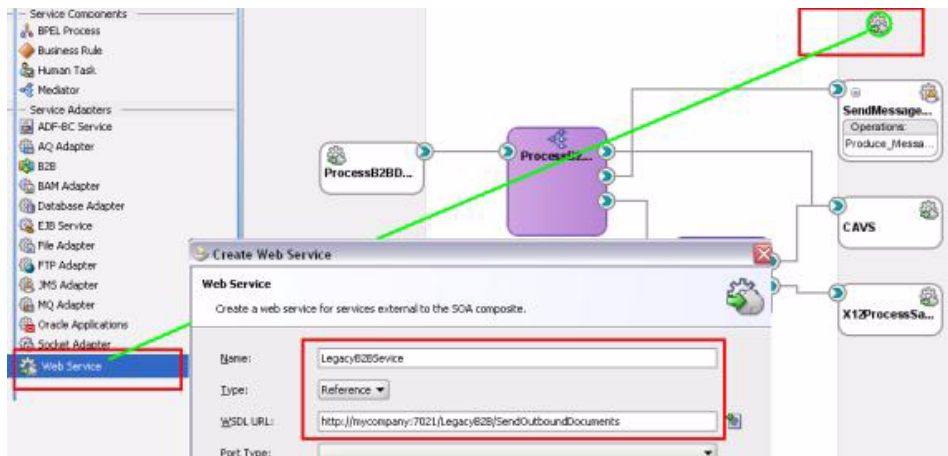 Service Components
BPEL Process
Business Rule
Human Task
Mediator
Service Adapters
ADF-BC Service
AQ Adapter
B2B
BAM Adapter
Database Adapter
EJB Service
File Adapter
FTP Adapter
JMS Adapter
MQ Adapter
Oracle Applications
Socket Adapter
Web Service
ProcessB2BD...
ProcessB2...
SendMessage...
Operations:
Produce_Messa...
CAVS
X12ProcessSa...
Create Web Service
Web Service
Create a web service for services external to the SOA composite.
Name: LegacyB2BSevice
Type: Reference
WSDL URL: http://mycompany:7021/LegacyB2B/SendOutboundDocuments
Port Type: